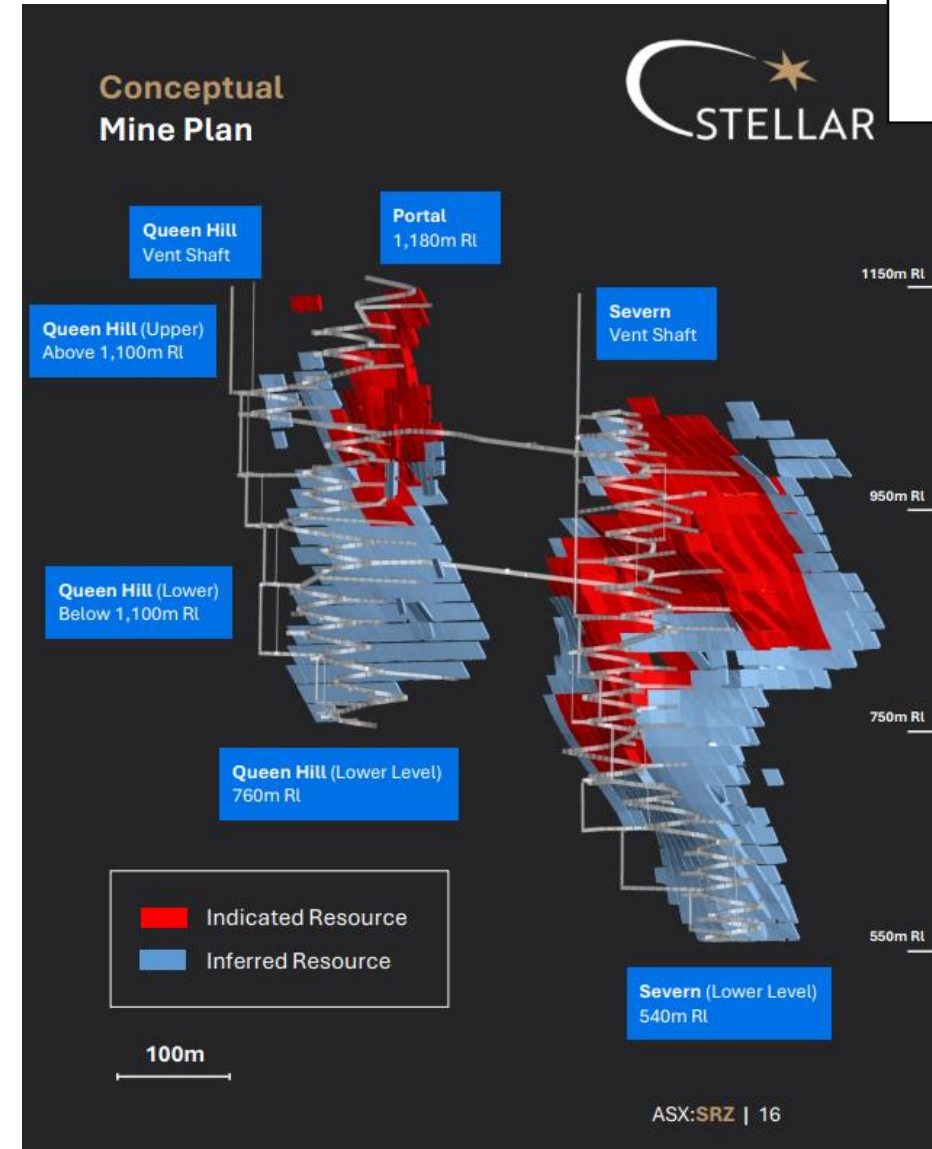 Conceptual
Mine Plan
STELLAR
Queen Hill
Vent Shaft
Portal
1,180m Rl
1150m Rl
Queen Hill (Upper)
Above 1,100m Rl
Severn
Vent Shaft
950m Rl
Queen Hill (Lower)
Below 1,100m Rl
750m Rl
Queen Hill (Lower Level)
760m Rl
Indicated Resource
Inferred Resource
550m Rl
Severn (Lower Level)
540m Rl
100m
ASX:SRZ | 16